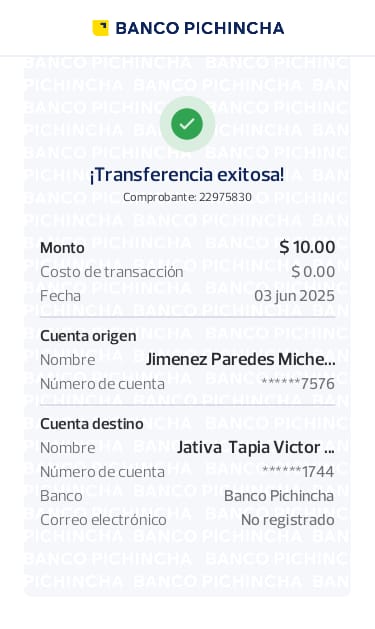 BANCO PICHINCHA
¡Transferencia exitosa!
Comprobante: 22975830
Monto $ 10.00
Costo de transacción $ 0.00
Fecha 03 jun 2025
Cuenta origen
Nombre Jimenez Paredes Miche...
Número de cuenta ******7576
Cuenta destino
Nombre Jativa Tapia Victor ...
Número de cuenta ******1744
Banco Banco Pichincha
Correo electrónico No registrado